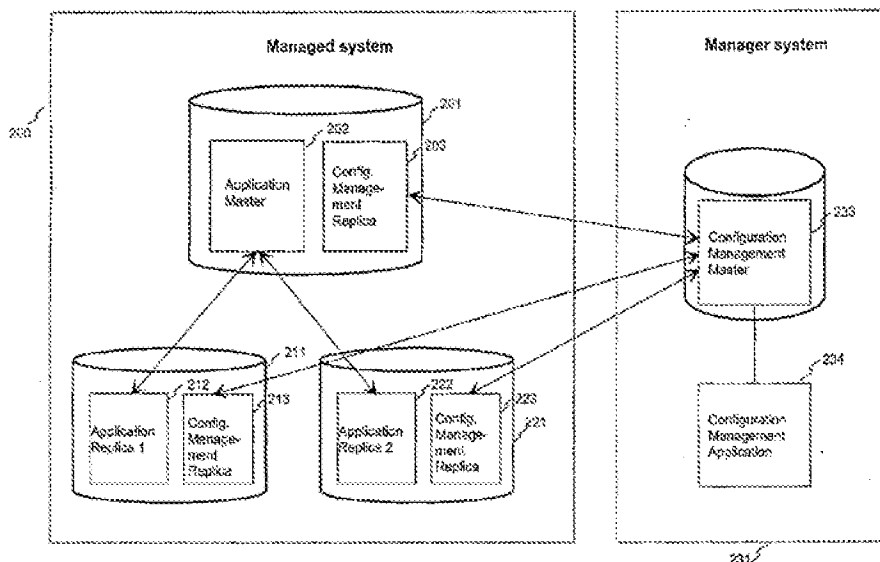 Managed system
Manager system
200
201
202
203
Application
Master
Config.
Manage-
ment
Replica
233
Configuration
Management
Master
211
212
213
Application
Replica 1
Config.
Manage-
ment
Replica
222
223
221
Application
Replica 2
Config.
Manage-
ment
Replica
234
Configuration
Management
Application
231